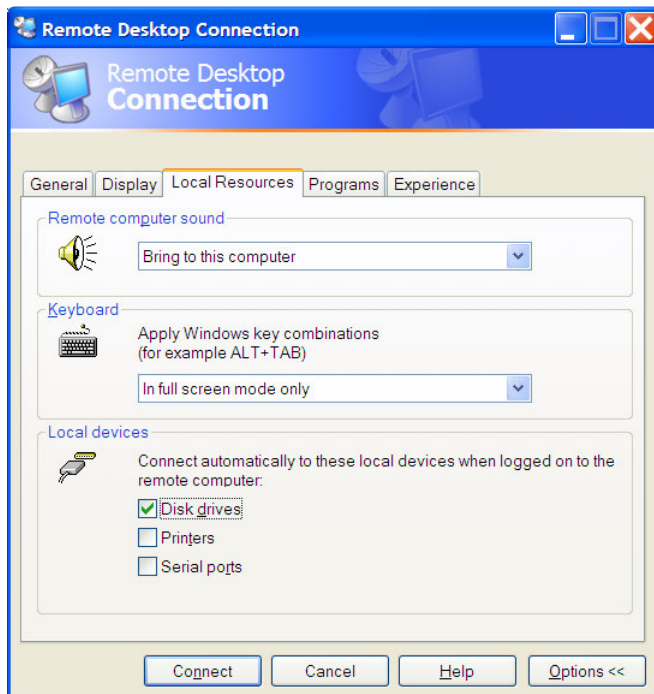 Remote Desktop Connection
Remote Desktop
Connection
General Display Local Resources Programs Experience
Remote computer sound
Bring to this computer
Keyboard
Apply Windows key combinations
(for example ALT+TAB)
In full screen mode only
Local devices
Connect automatically to these local devices when logged on to the
remote computer:
Disk drives
Printers
Serial ports
Connect Cancel Help Options <<